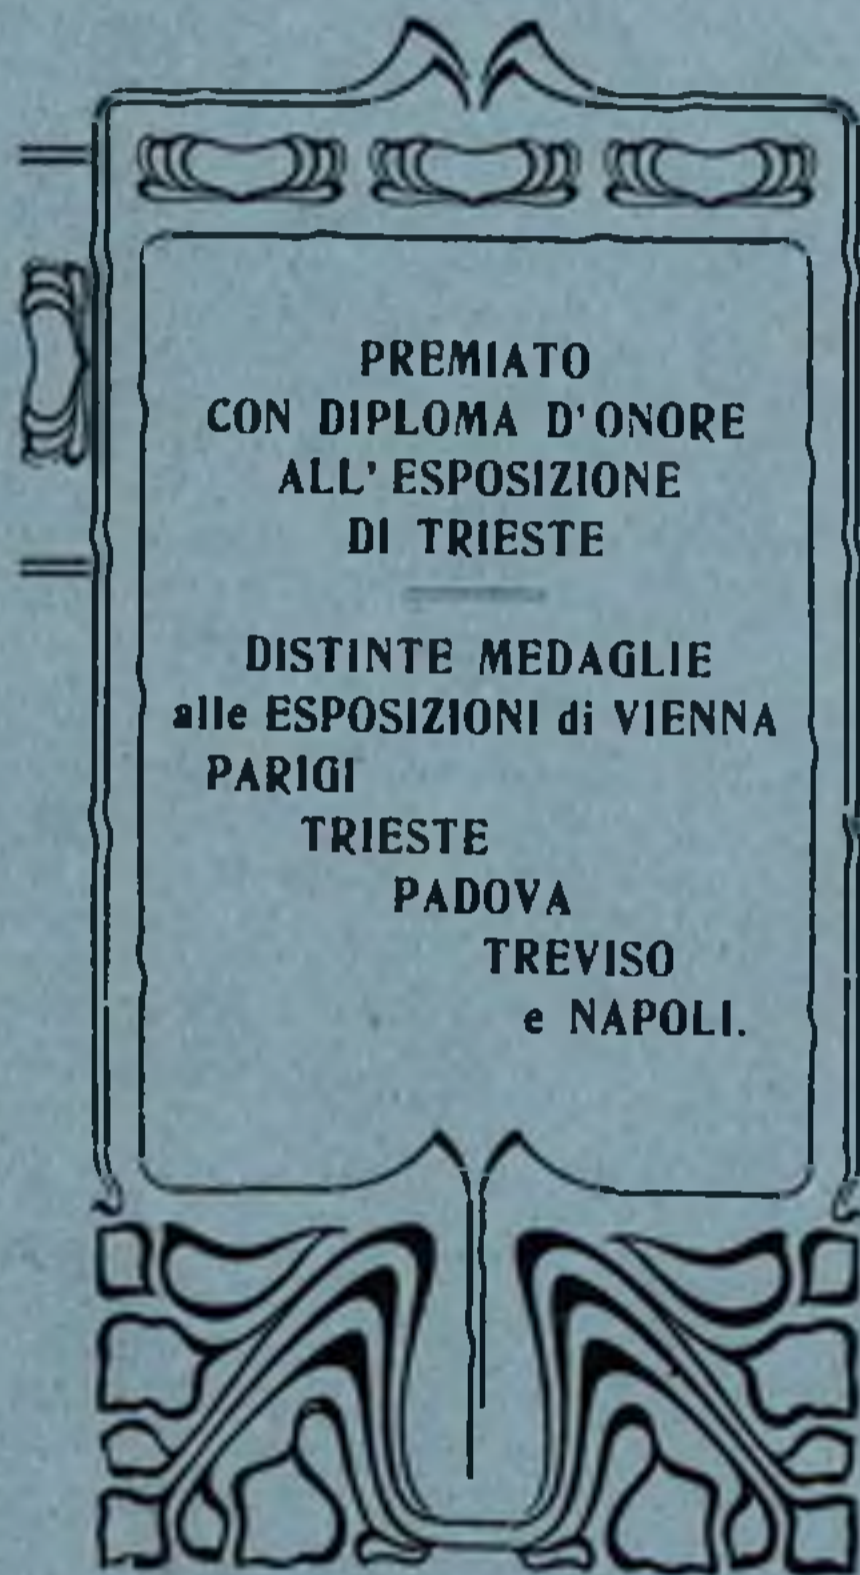 PREMIATO
CON DIPLOMA D'ONORE
ALL' ESPOSIZIONE
DI TRIESTE
DISTINTE MEDAGLIE
alle ESPOSIZIONI di VIENNA
PARIGI
TRIESTE
PADOVA
TREVISO
e NAPOLI.